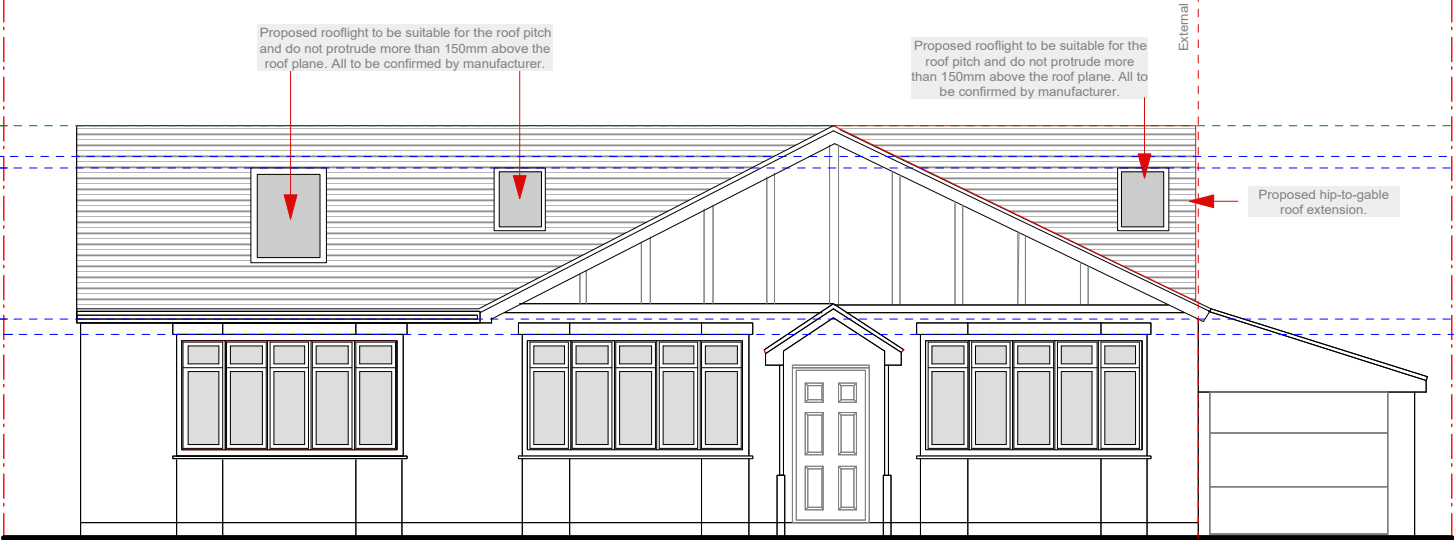 Proposed rooflight to be suitable for the roof pitch
and do not protrude more than 150mm above the
roof plane. All to be confirmed by manufacturer.
Proposed rooflight to be suitable for the
roof pitch and do not protrude more
than 150mm above the roof plane. All to
be confirmed by manufacturer.
External
Proposed hip-to-gable
roof extension.